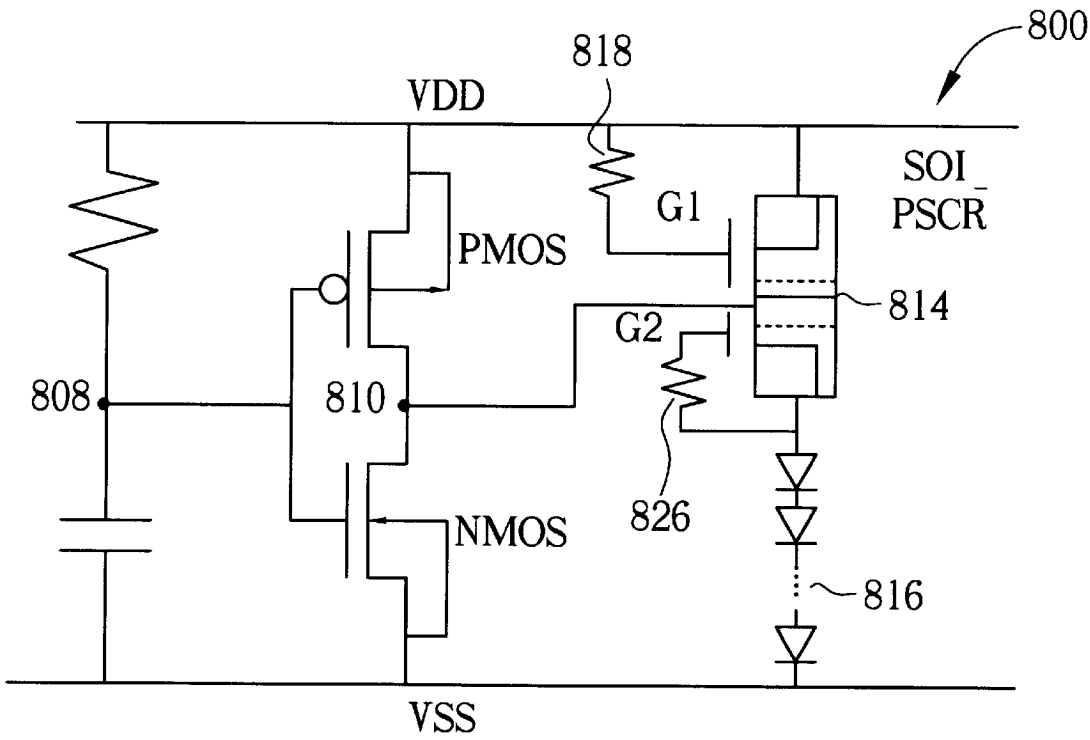 800
818
VDD
SOI_
PSCR
G1
PMOS
814
G2
808
810
826
NMOS
816
VSS